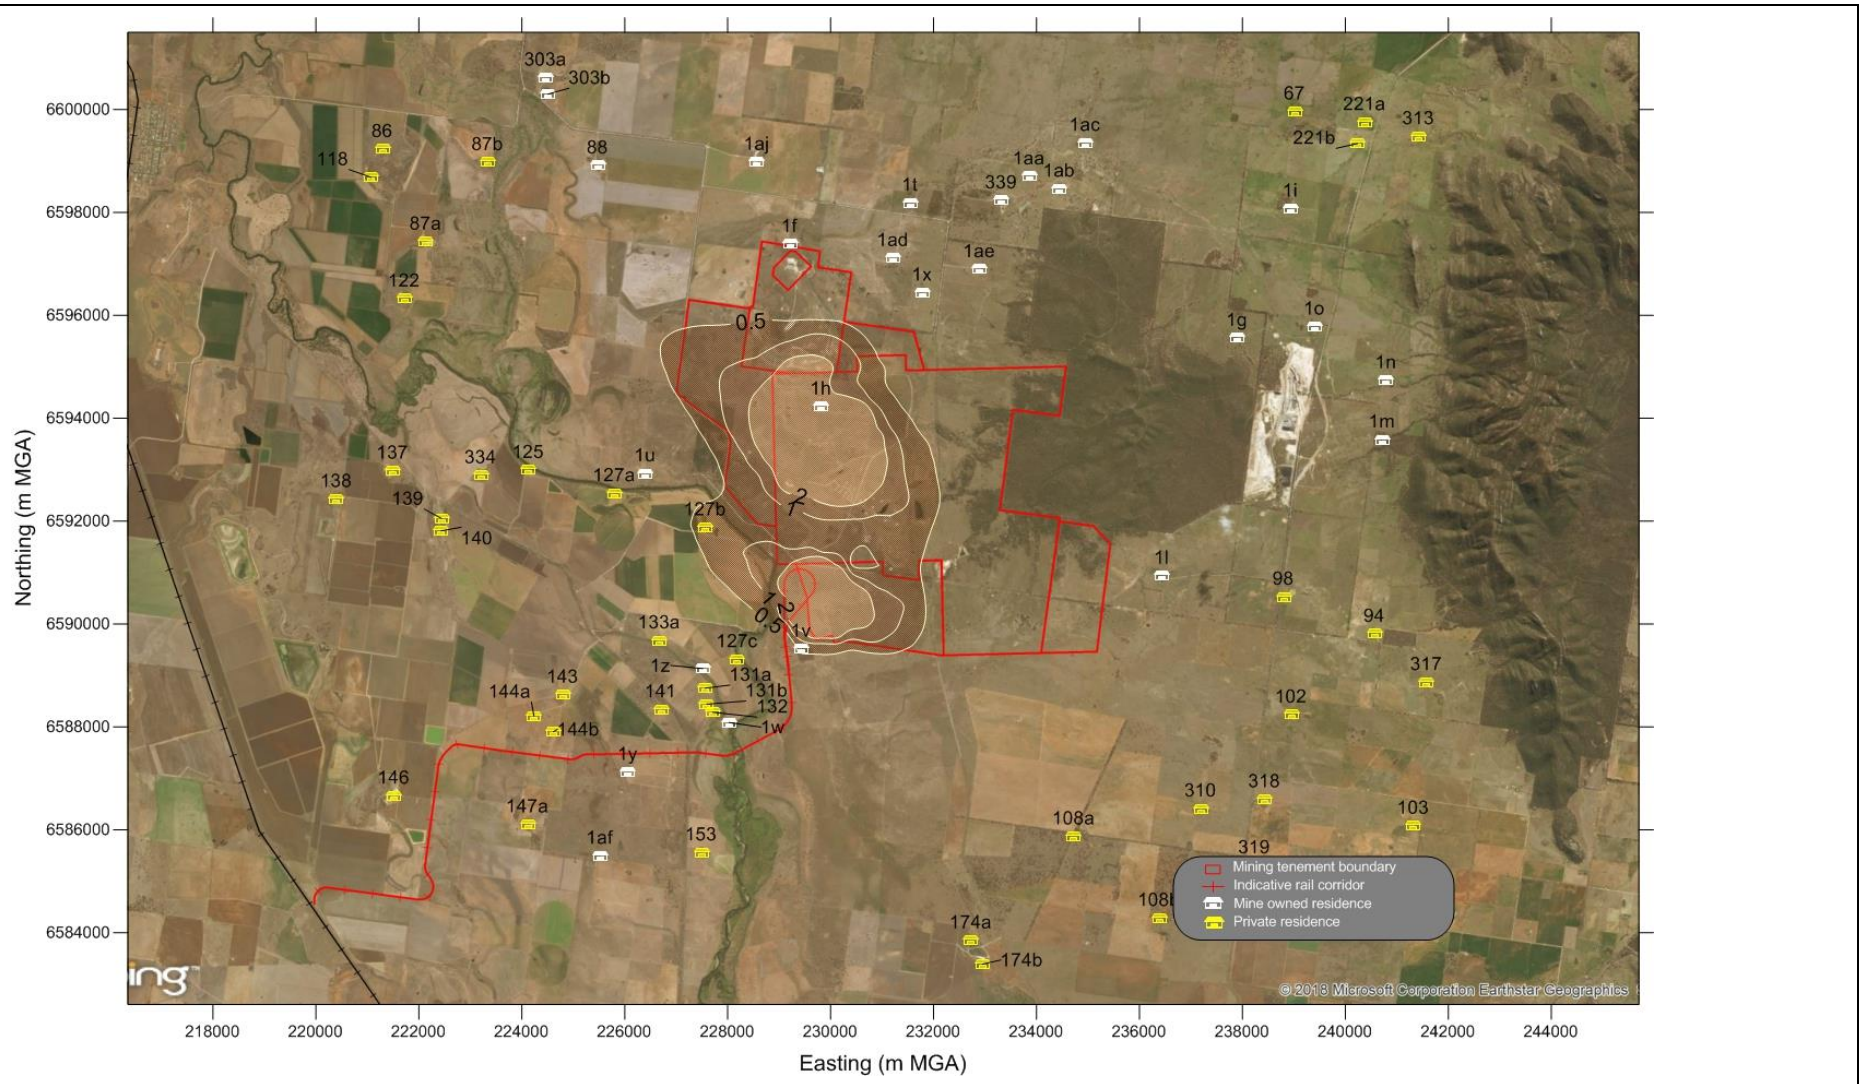 303a
303b
6600000
67
221a
313
221b
86
118
87b
88
1aj
1ac
1aa
1ab
339
1t
1i
6598000
87a
1f
1ad
1ae
122
1x
6596000
0.5
1g
1o
1n
1h
6594000
1m
137
334
125
1u
138
127a
139
2
1
127b
6592000
140
1l
98
1
2
0.5
6590000
94
133a
1v
127c
1z
131a
317
143
131b
144a
141
132
102
6588000
144b
1w
1y
146
318
310
147a
103
108a
6586000
1af
153
319
Mining tenement boundary
Indicative rail corridor
Mine owned residence
Private residence
108b
174a
6584000
174b
ing
© 2018 Microsoft Corporation Earthstar Geographics
218000 220000 222000 224000 226000 228000 230000 232000 234000 236000 238000 240000 242000 244000
Easting (m MGA)
Northing (m MGA)